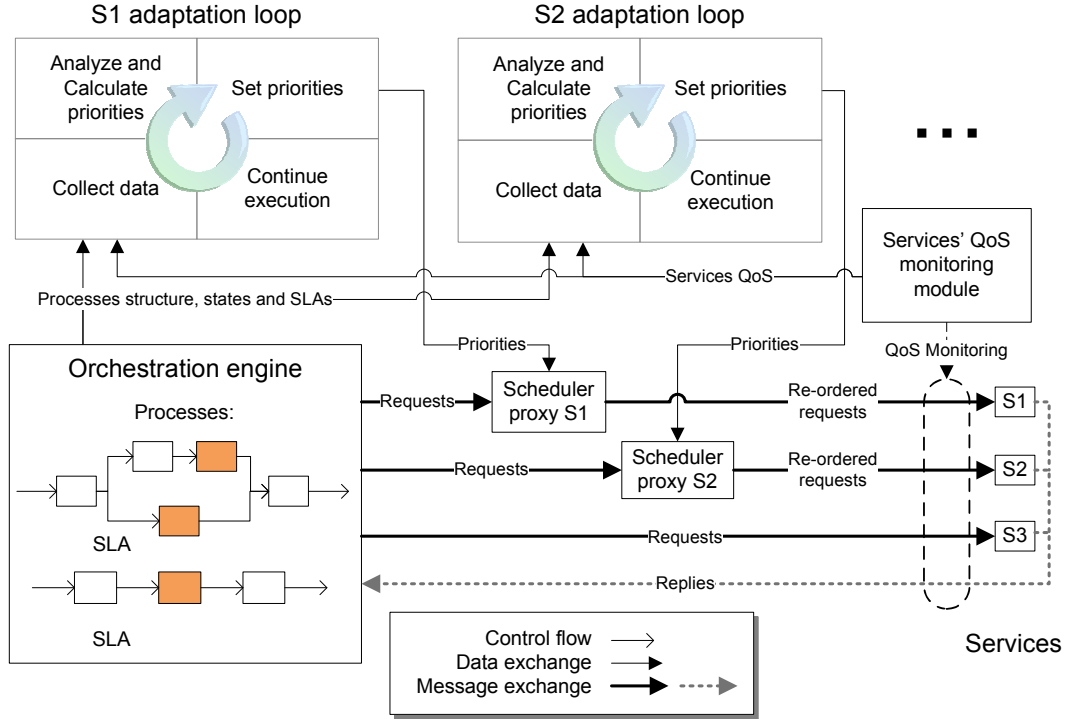 S1 adaptation loop
S2 adaptation loop
Analyze and
Calculate
priorities
Set priorities
Collect data
Continue
execution
Analyze and
Calculate
priorities
Set priorities
Collect data
Continue
execution
...
Services' QoS
monitoring
module
Services QoS
Processes structure, states and SLAs
QoS Monitoring
Priorities
Priorities
Orchestration engine
Processes:
SLA
SLA
Requests
Scheduler
proxy S1
Re-ordered
requests
S1
Requests
Scheduler
proxy S2
Re-ordered
requests
S2
Requests
S3
Replies
Services
Control flow
Data exchange
Message exchange